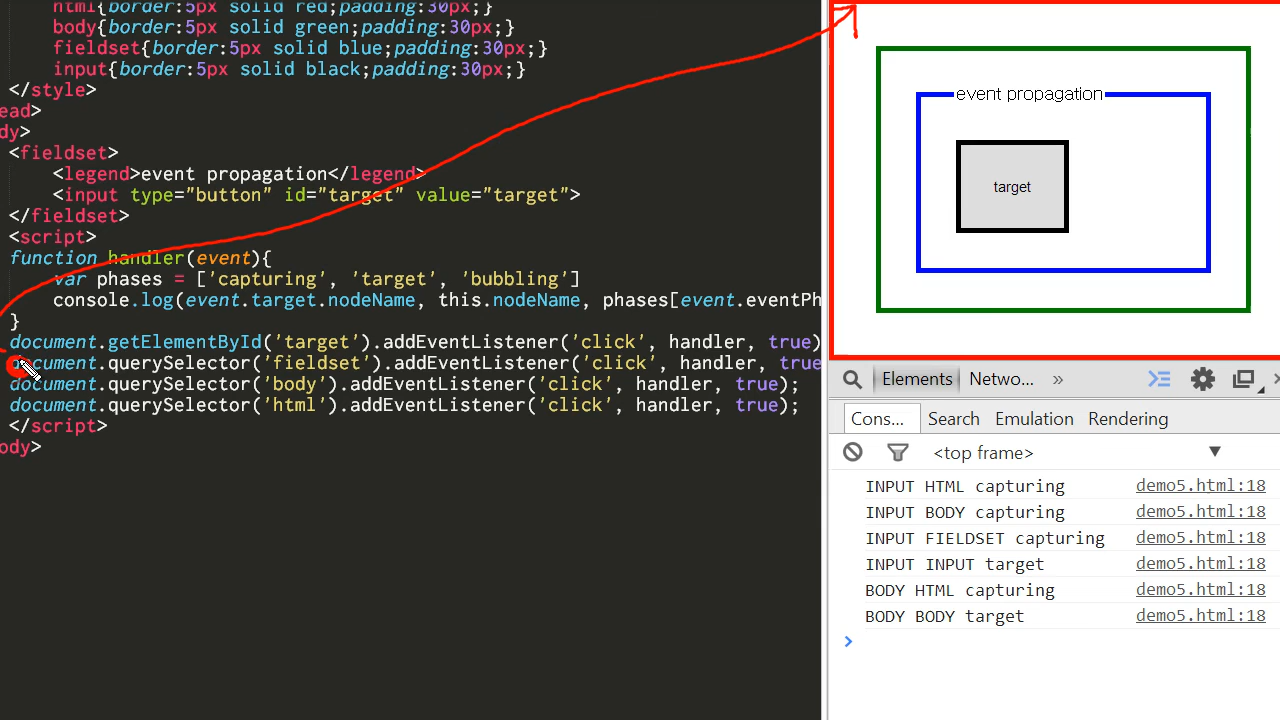 html{border:5px solid red;padding:30px;}
body{border:5px solid green;padding:30px;}
fieldset{border:5px solid blue;padding:30px;}
input{border:5px solid black;padding:30px;}
</style>
ead>
dy>
<fieldset>
<legend>event propagation</legend>
<input type="button" id="target" value="target">
</fieldset>
<script>
function handler(event){
var phases = ['capturing', 'target', 'bubbling']
console.log(event.target.nodeName, this.nodeName, phases[event.eventPh
}
document.getElementById('target').addEventListener('click', handler, true)
document.querySelector('fieldset').addEventListener('click', handler, true
document.querySelector('body').addEventListener('click', handler, true);
document.querySelector('html').addEventListener('click', handler, true);
</script>
ody>
event propagation
target
Elements Netwo... »
Cons... Search Emulation Rendering
<top frame> ▼
INPUT HTML capturing demo5.html:18
INPUT BODY capturing demo5.html:18
INPUT FIELDSET capturing demo5.html:18
INPUT INPUT target demo5.html:18
BODY HTML capturing demo5.html:18
BODY BODY target demo5.html:18
>